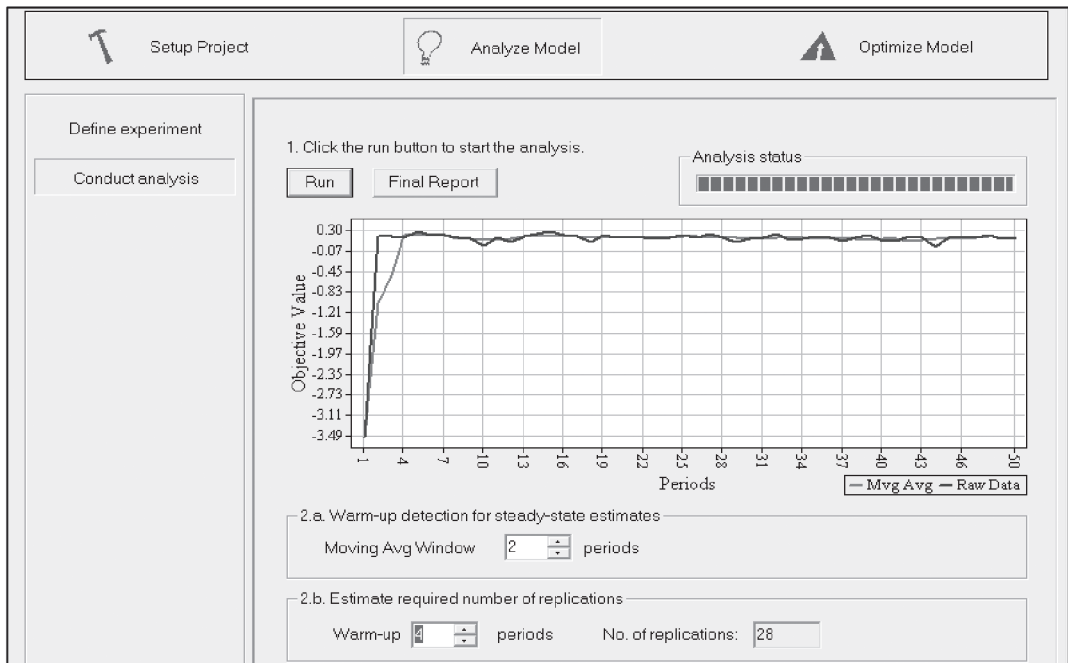 Setup Project
Analyze Model
Optimize Model
Define experiment
Conduct analysis
1. Click the run button to start the analysis.
Run
Final Report
Analysis status
Objective Value
0.30
-0.07
-0.45
-0.83
-1.21
-1.59
-1.97
-2.35
-2.73
-3.11
-3.49
1 4 7 10 13 16 19 22 25 28 31 34 37 40 43 46 50
Periods
Mvg Avg Raw Data
2.a. Warm-up detection for steady-state estimates
Moving Avg Window 2 periods
2.b. Estimate required number of replications
Warm-up 4 periods No. of replications: 28